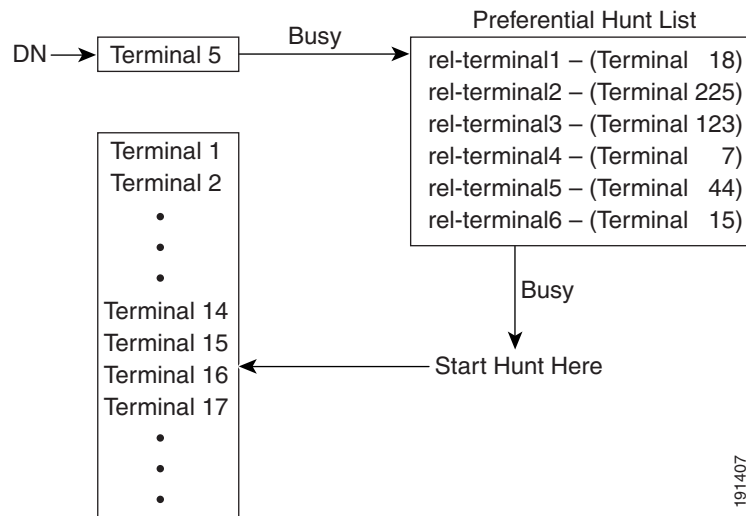 Preferential Hunt List
DN
Terminal 5
Busy
rel-terminal1 – (Terminal 18)
rel-terminal2 – (Terminal 225)
rel-terminal3 – (Terminal 123)
rel-terminal4 – (Terminal 7)
rel-terminal5 – (Terminal 44)
rel-terminal6 – (Terminal 15)
Terminal 1
Terminal 2
•
•
•
Terminal 14
Terminal 15
Terminal 16
Terminal 17
•
•
•
Busy
Start Hunt Here
191407